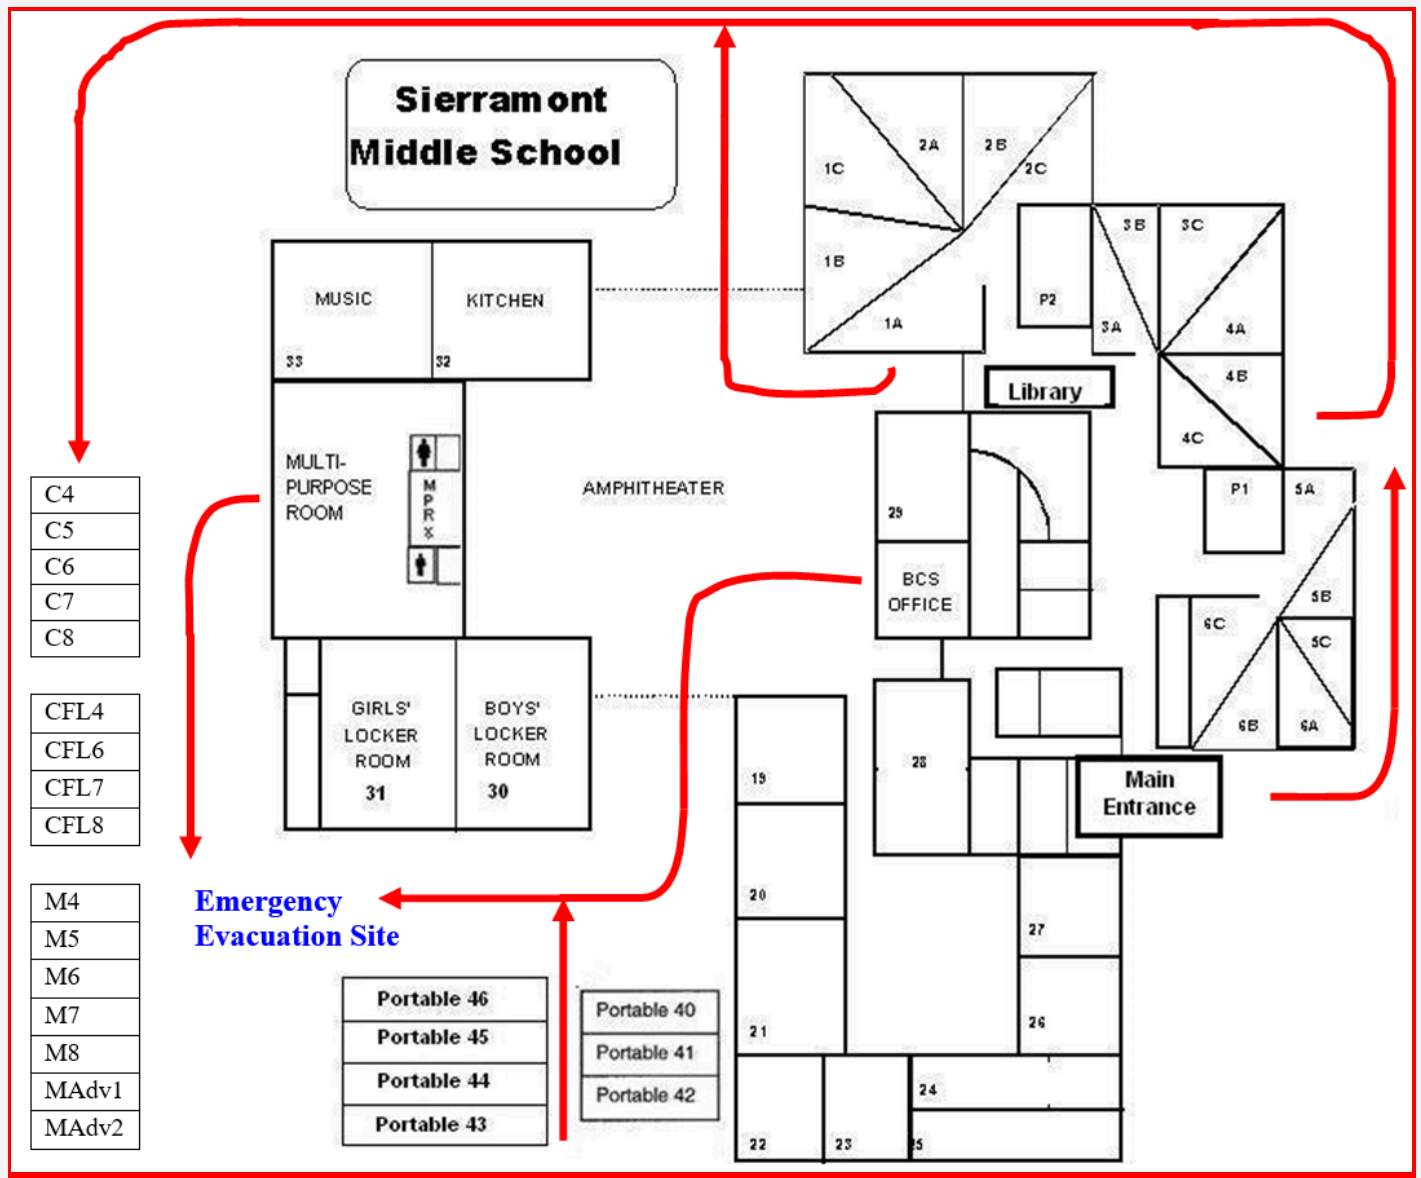 Sierramont
Middle School
1C
2A
2B
2C
1B
1A
P2
3B
3C
3A
4A
4B
4C
MUSIC
33
KITCHEN
32
Library
MULTI-
PURPOSE
ROOM
MPRX
AMPHITHEATER
29
BCS
OFFICE
P1
5A
5B
5C
6C
6B
6A
C4
C5
C6
C7
C8
CFL4
CFL6
CFL7
CFL8
GIRLS'
LOCKER
ROOM
31
BOYS'
LOCKER
ROOM
30
19
28
Main
Entrance
20
27
21
26
M4
M5
M6
M7
M8
MAdv1
MAdv2
Emergency
Evacuation Site
Portable 46
Portable 45
Portable 44
Portable 43
Portable 40
Portable 41
Portable 42
24
22
23
25